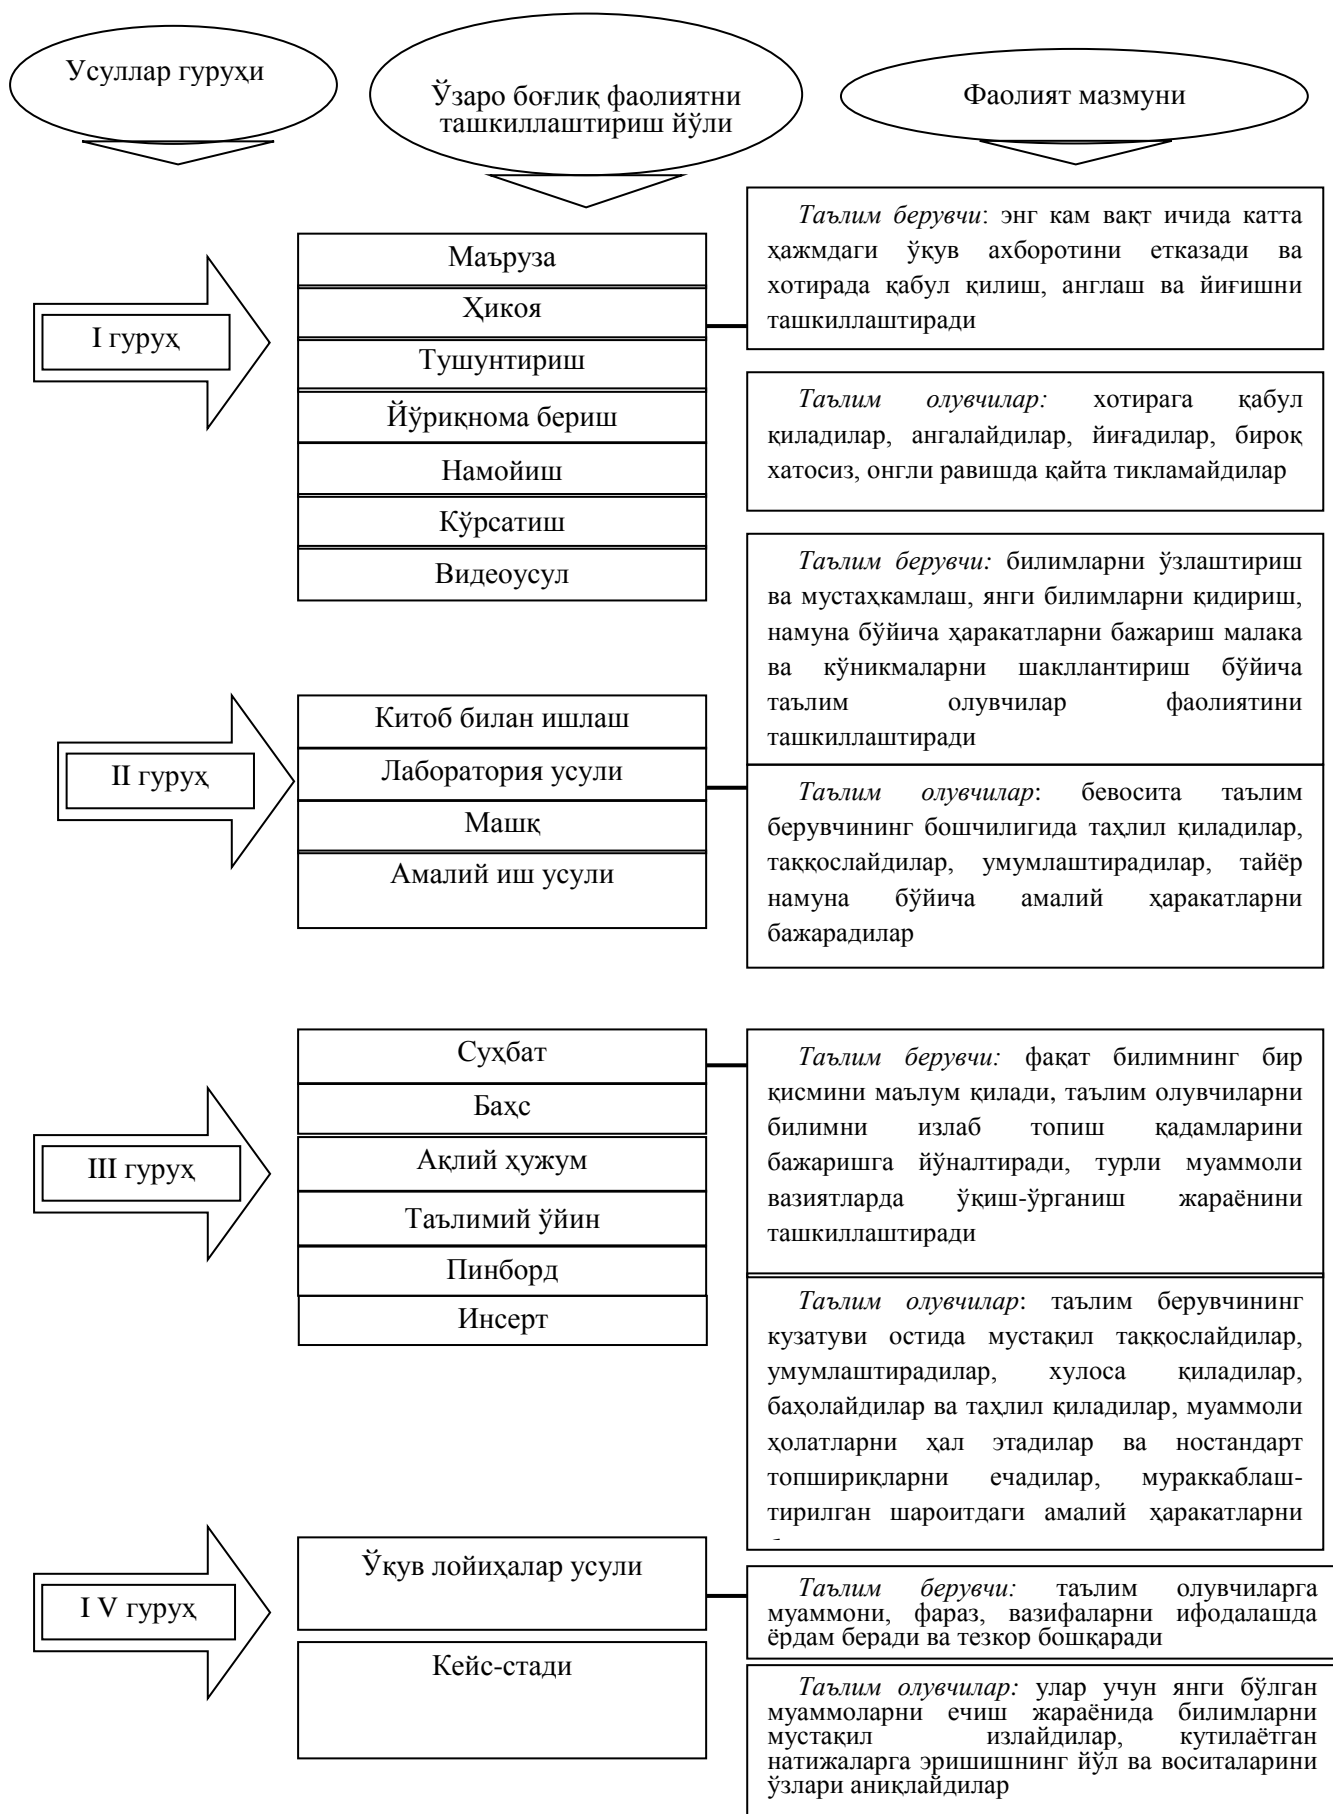 Усуллар гуруҳи
Ўзаро боғлиқ фаолиятни
ташкиллаштириш йўли
Фаолият мазмуни
I гуруҳ
Маъруза
Ҳикоя
Тушунтириш
Йўриқнома бериш
Намойиш
Кўрсатиш
Видеоусул
Таълим берувчи: энг кам вақт ичида катта
ҳажмдаги ўқув ахборотини етказади ва
хотирада қабул қилиш, англаш ва йиғишни
ташкиллаштиради
Таълим олувчилар: хотирага қабул
қиладилар, ангалайдилар, йиғадилар, бироқ
хатосиз, онгли равишда қайта тикламайдилар
II гуруҳ
Китоб билан ишлаш
Лаборатория усули
Машқ
Амалий иш усули
Таълим берувчи: билимларни ўзлаштириш
ва мустаҳкамлаш, янги билимларни қидириш,
намуна бўйича ҳаракатларни бажариш малака
ва кўникмаларни шакллантириш бўйича
таълим олувчилар фаолиятини
ташкиллаштиради
Таълим олувчилар: бевосита таълим
берувчининг бошчилигида таҳлил қиладилар,
таққослайдилар, умумлаштирадилар, тайёр
намуна бўйича амалий ҳаракатларни
бажарадилар
III гуруҳ
Суҳбат
Баҳс
Ақлий ҳужум
Таълимий ўйин
Пинборд
Инсерт
Таълим берувчи: фақат билимнинг бир
қисмини маълум қилади, таълим олувчиларни
билимни излаб топиш қадамларини
бажаришга йўналтиради, турли муаммоли
вазиятларда ўқиш-ўрганиш жараёнини
ташкиллаштиради
Таълим олувчилар: таълим берувчининг
кузатуви остида мустақил таққослайдилар,
умумлаштирадилар, хулоса қиладилар,
баҳолайдилар ва таҳлил қиладилар, муаммоли
ҳолатларни ҳал этадилар ва ностандарт
топшириқларни ечадилар, мураккаблаш-
тирилган шароитдаги амалий ҳаракатларни
I V гуруҳ
Ўқув лойиҳалар усули
Кейс-стади
Таълим берувчи: таълим олувчиларга
муаммони, фараз, вазифаларни ифодалашда
ёрдам беради ва тезкор бошқаради
Таълим олувчилар: улар учун янги бўлган
муаммоларни ечиш жараёнида билимларни
мустақил излайдилар, кутилаётган
натижаларга эришишнинг йўл ва воситаларини
ўзлари аниқлайдилар